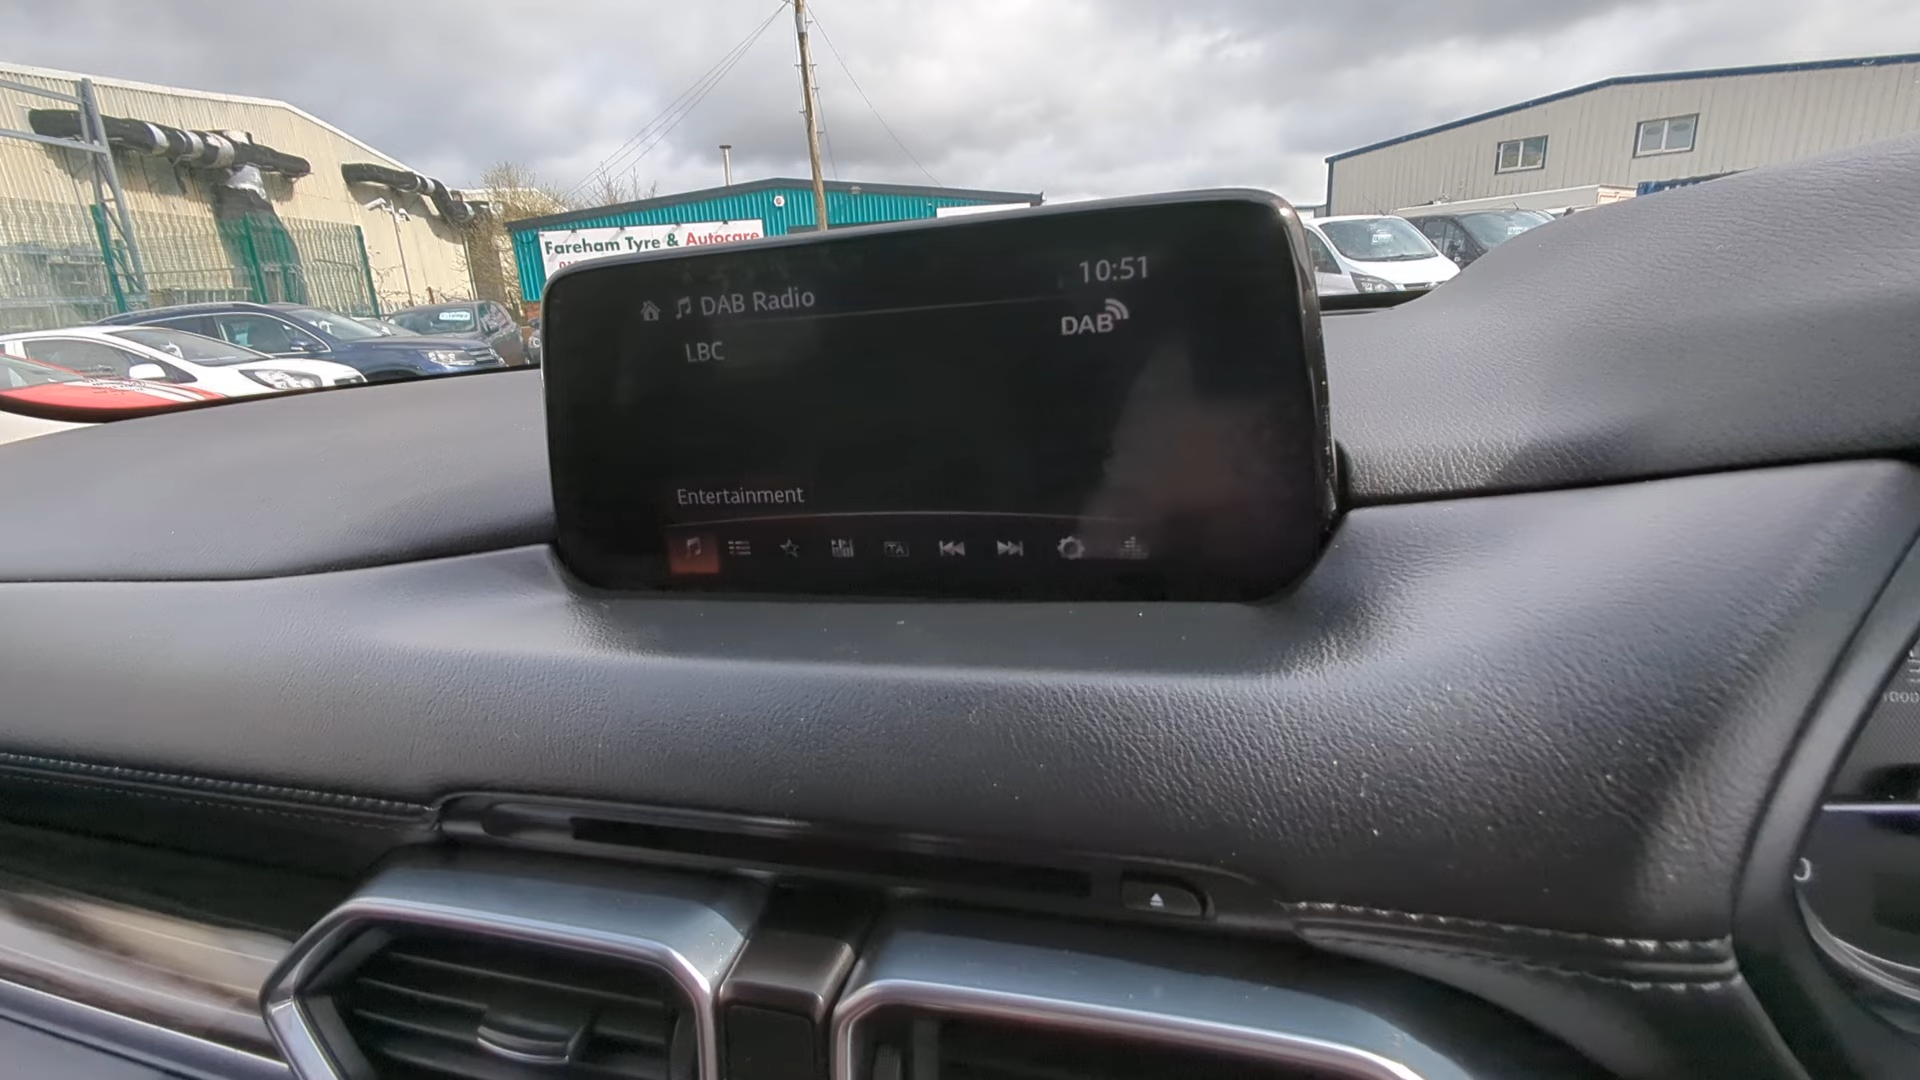 Fareham Tyre & Autocare
10:51
DAB Radio
DAB
LBC
Entertainment
TA